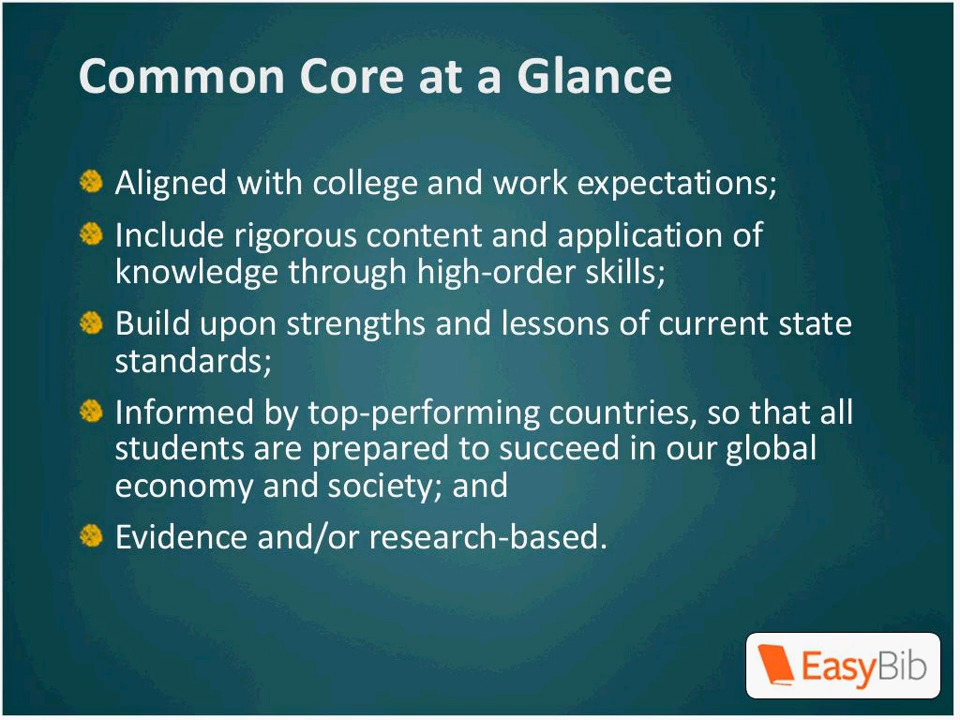 Common Core at a Glance
Aligned with college and work expectations;
Include rigorous content and application of
knowledge through high-order skills;
Build upon strengths and lessons of current state
standards;
Informed by top-performing countries, so that all
students are prepared to succeed in our global
economy and society; and
Evidence and/or research-based.
EasyBib